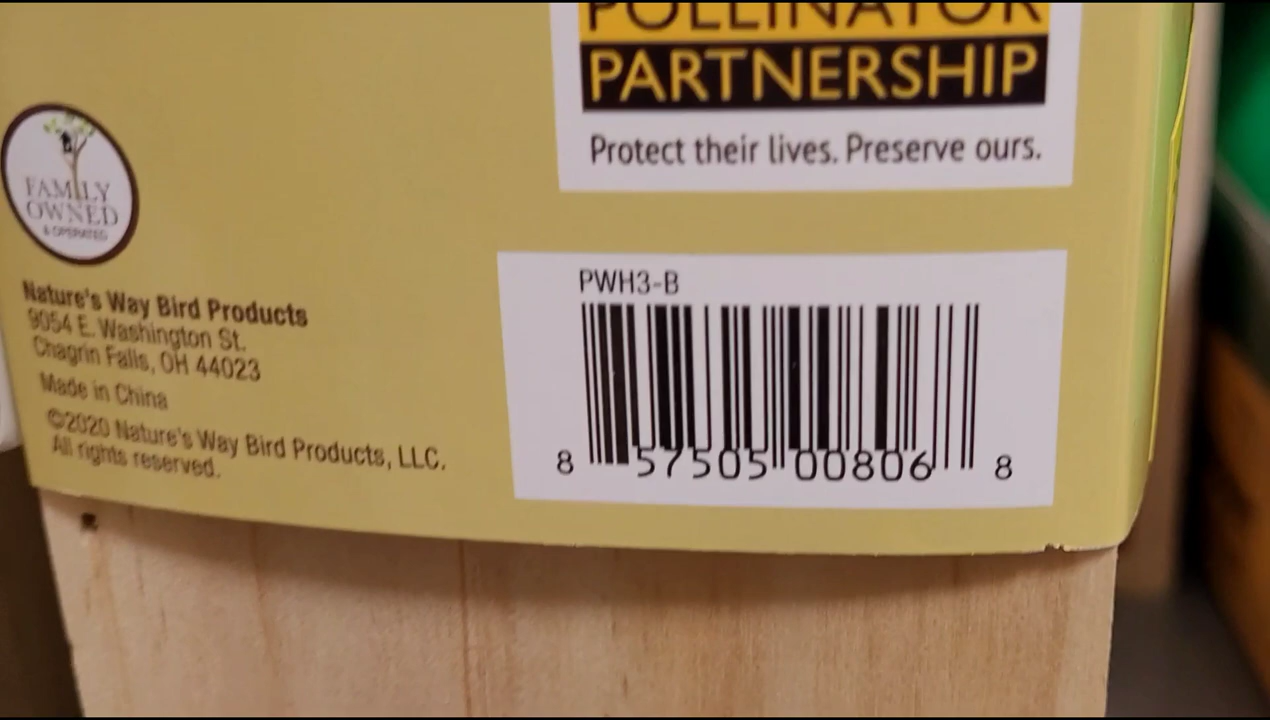 POLLINATOR
PARTNERSHIP
Protect their lives. Preserve ours.
FAMILY
OWNED
& OPERATED
Nature's Way Bird Products
9054 E. Washington St.
Chagrin Falls, OH 44023
Made in China
©2020 Nature's Way Bird Products, LLC.
All rights reserved.
PWH3-B
8 57505 00806 8